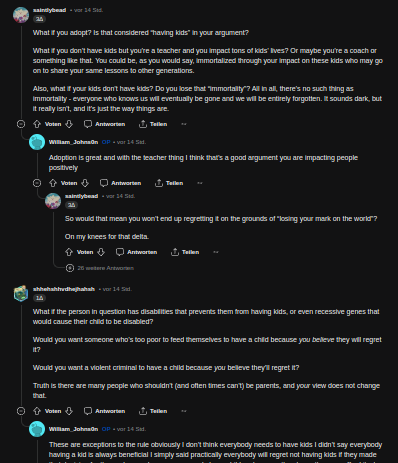 saintlybead • vor 14 Std.
3Δ
What if you adopt? Is that considered "having kids" in your argument?
What if you don't have kids but you're a teacher and you impact tons of kids' lives? Or maybe you're a coach or
something like that. You could be, as you said, immortalized through your impact on these kids who may go
on to share your same lessons to other generations.
Also, what if your kids don't have kids? Do you lose that "immortality"? All in all, there's no such thing as
immortality - everyone who knows us will eventually be gone and we will be entirely forgotten. It sounds dark, but
it really isn't, and it's just the way things are.
Voten Antworten Teilen
William_Johns0n OP • vor 14 Std.
Adoption is great and with the teacher thing I think that's a good argument you are impacting people
positively
Voten Antworten Teilen
saintlybead • vor 14 Std.
3Δ
So would that mean you won't end up regretting it on the grounds of "losing your mark on the world"?
On my knees for that delta.
Voten Antworten Teilen
26 weitere Antworten
vor 14 Std.
1Δ
What if the person in question has disabilities that prevents them from having kids, or even recessive genes that
would cause their child to be disabled?
Would you want someone who's too poor to feed themselves to have a child because you believe they will regret
it?
Would you want a violent criminal to have a child because you believe they'll regret it?
Truth is there are many people who shouldn't (and often times can't) be parents, and your view does not change
that.
Voten Antworten Teilen
William_Johns0n OP • vor 14 Std.
These are exceptions to the rule obviously I don't think everybody needs to have kids I didn't say everybody
having a kid is always beneficial I simply said practically everybody will regret not having kids if they made